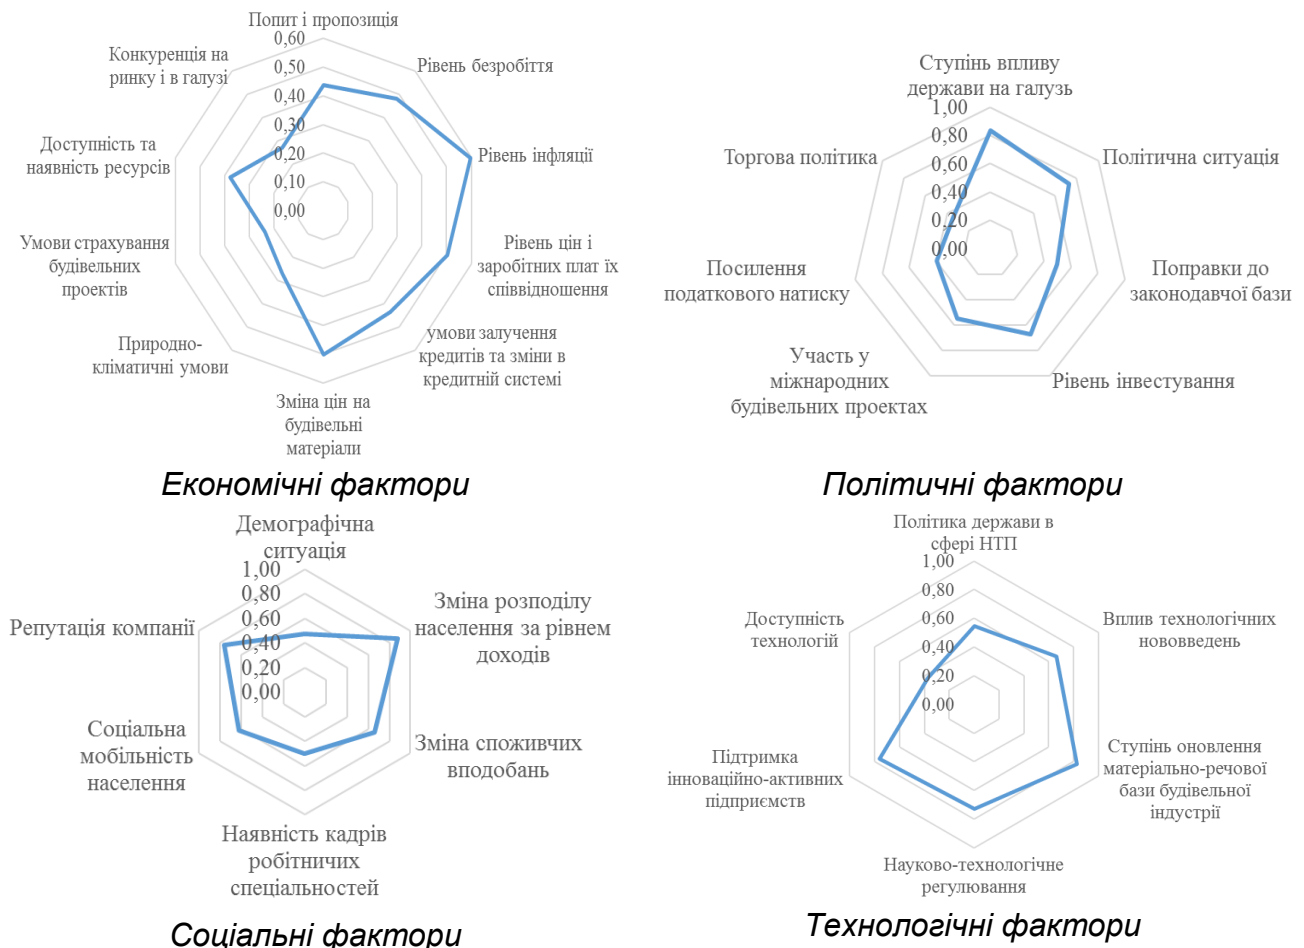 Попит і пропозиція
0,60
0,50
0,40
0,30
0,20
0,10
0,00
Рівень безробіття
Рівень інфляції
Рівень цін і
заробітних плат їх
співвідношення
умови залучення
кредитів та зміни в
кредитній системі
Зміна цін на
будівельні
матеріали
Природно-
кліматичні умови
Умови страхування
будівельних
проектів
Доступність та
наявність ресурсів
Конкуренція на
ринку і в галузі
Економічні фактори
Ступінь впливу
держави на галузь
1,00
0,80
0,60
0,40
0,20
0,00
Політична ситуація
Поправки до
законодавчої бази
Рівень інвестування
Участь у
міжнародних
будівельних проектах
Посилення
податкового натиску
Торгова політика
Політичні фактори
Демографічна
ситуація
1,00
0,80
0,60
0,40
0,20
0,00
Зміна розподілу
населення за рівнем
доходів
Зміна споживчих
вподобань
Наявність кадрів
робітничих
спеціальностей
Соціальна
мобільність
населення
Репутація компанії
Соціальні фактори
Політика держави в
сфері НТП
1,00
0,80
0,60
0,40
0,20
0,00
Вплив технологічних
нововведень
Ступінь оновлення
матеріально-речової
бази будівельної
індустрії
Науково-технологічне
регулювання
Підтримка
інноваційно-активних
підприємств
Доступність
технологій
Технологічні фактори